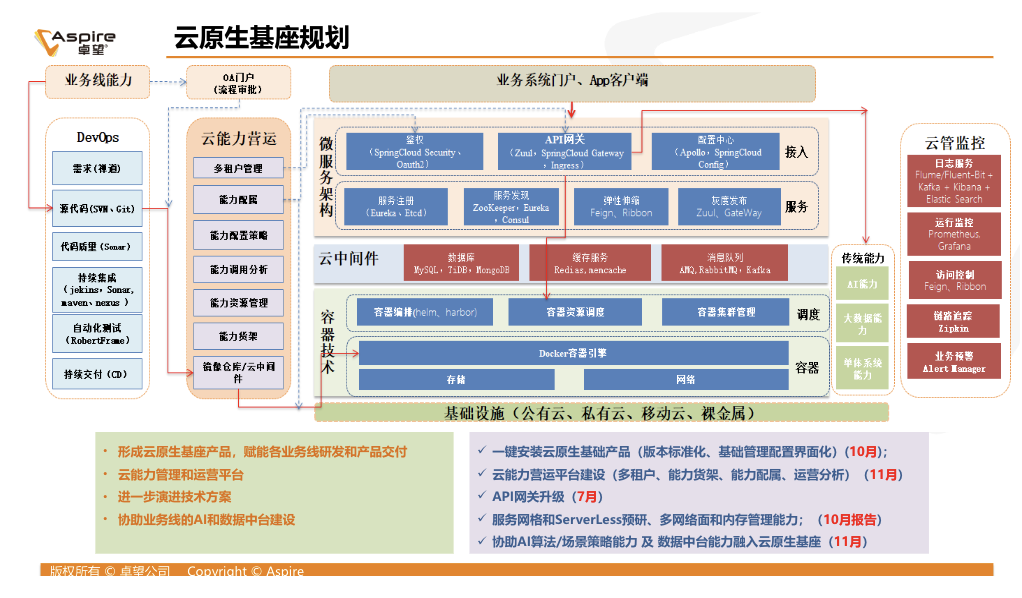 Aspire
卓望
云原生基座规划
业务线能力
OA门户
(流程审批)
业务系统门户、App客户端
DevOps
需求(禅道)
源代码(SVN、Git)
代码质里(Sonar)
持续集成
(jekins,Sonar,
maven、nexus )
自动化测试
(RobertFrame)
持续交付(CD)
云能力营运
多租户管理
能力配属
能力配置策略
能力调用分析
能力资源管理
能力货架
镜像仓库/云中间
件
微服务架构
鉴权
(SpringCloud Security、
Oauth2)
API网关
(Zuul,SpringCloud Gateway
,Ingress)
配置中心
(Apollo,SpringCloud
Config)
接入
服务注册
(Eureka、Etcd)
服务发现
ZooKeeper,Eureka
,Consul
弹性伸缩
Feign、Ribbon
灰度发布
Zuul、GateWay
服务
云中间件
数据库
MySQL,TiDB,MongoDB
缓存服务
Redias,mencache
消息队列
AMQ,RabbitMQ,Kafka
容器技术
容器编排(helm、harbor)
容器资源调度
容器集群管理
调度
Docker容器引擎
存储
网络
容器
基础设施（公有云、私有云、移动云、裸金属）
传统能力
AI能力
大数据能
力
单体系统
能力
云管监控
日志服务
Flume/Fluent-Bit +
Kafka + Kibana +
Elastic Search
运行监控
Prometheus、
Grafana
访问控制
Feign、Ribbon
链路追踪
Zipkin
业务预警
Alert Manager
• 形成云原生基座产品，赋能各业务线研发和产品交付
• 云能力管理和运营平台
• 进一步演进技术方案
• 协助业务线的AI和数据中台建设
✓ 一键安装云原生基础产品（版本标准化、基础管理配置界面化）（10月）；
✓ 云能力营运平台建设（多租户、能力货架、能力配属、运营分析）（11月）
✓ API网关升级（7月）
✓ 服务网格和ServerLess预研、多网络面和内存管理能力；（10月报告）
✓ 协助AI算法/场景策略能力 及 数据中台能力融入云原生基座（11月）
版权所有 © 卓望公司 Copyright © Aspire